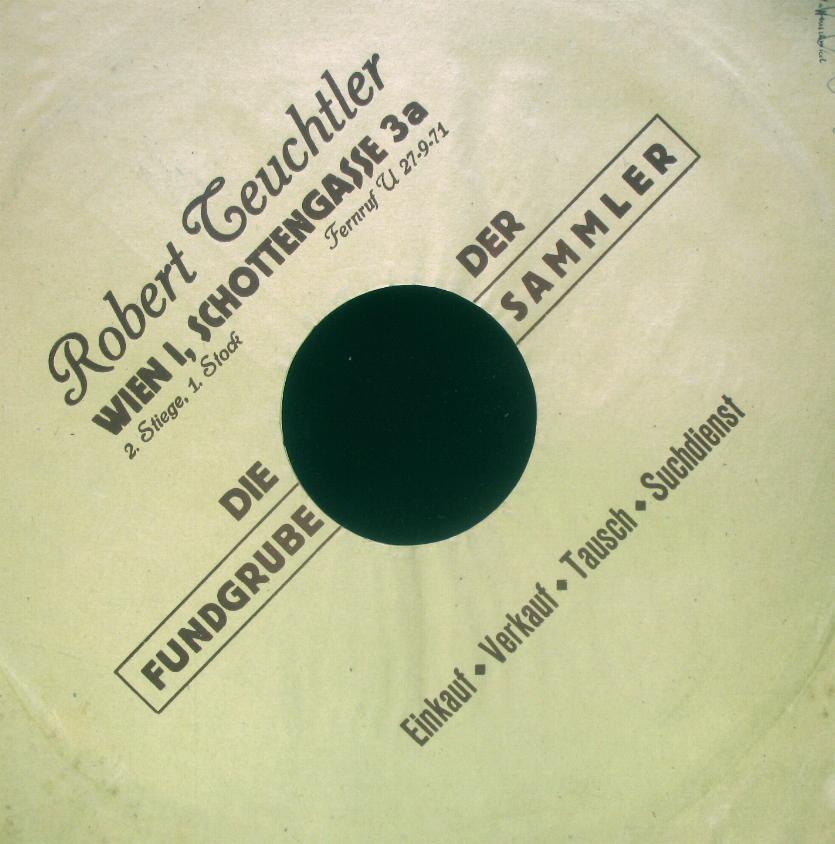 Robert Teuchtler
WIEN I, SCHOTTENGASSE 3a
2. Stiege, 1. Stock
Fernruf U 27-9-71
DIE
FUNDGRUBE
DER
SAMMLER
Einkauf ◆ Verkauf ◆ Tausch ◆ Suchdienst